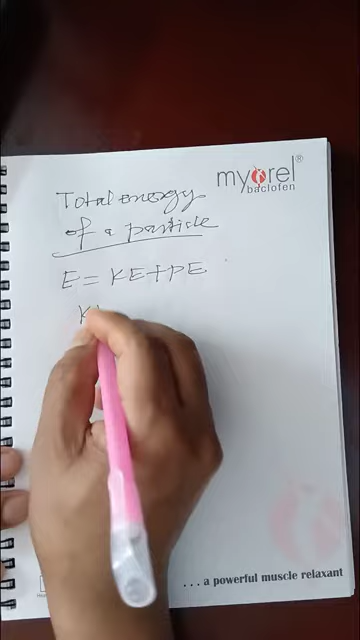 myorel®
baclofen
Total energy
of a particle
E = KE + PE
K
... a powerful muscle relaxant